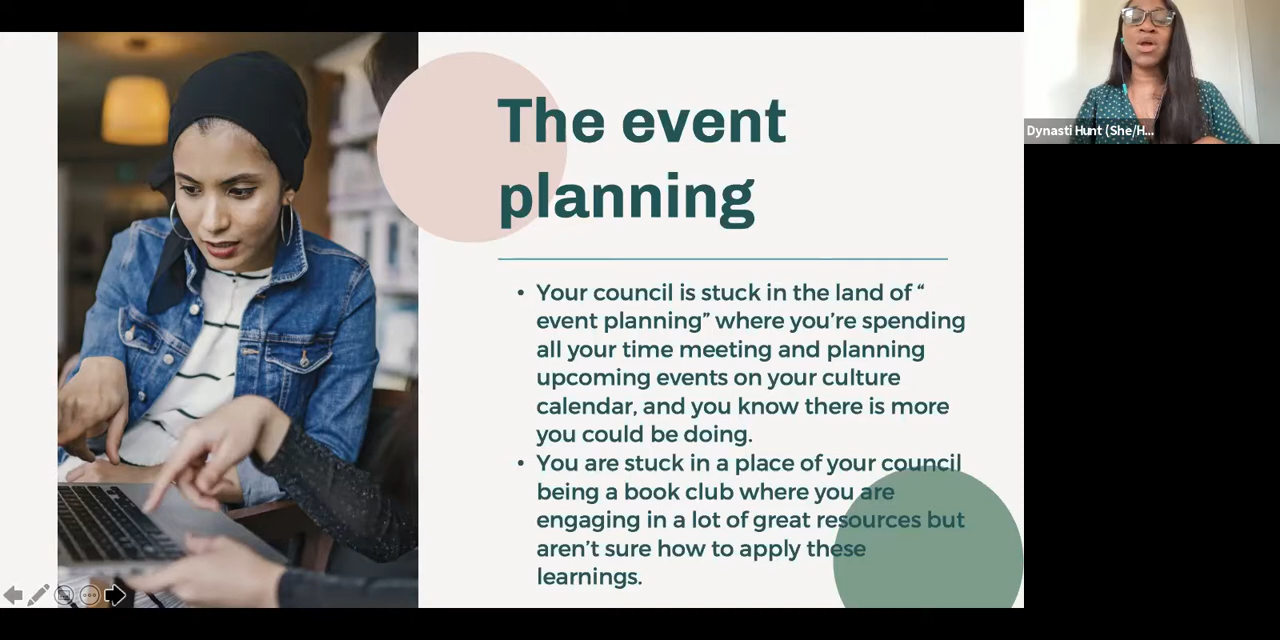 The event
planning
• Your council is stuck in the land of “
event planning” where you’re spending
all your time meeting and planning
upcoming events on your culture
calendar, and you know there is more
you could be doing.
• You are stuck in a place of your council
being a book club where you are
engaging in a lot of great resources but
aren’t sure how to apply these
learnings.
Dynasti Hunt (She/H...